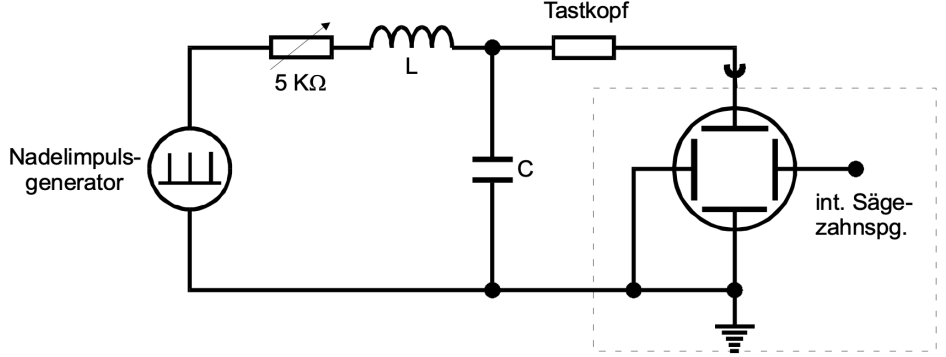 Tastkopf
5 KΩ
L
Nadelimpuls-
generator
C
int. Säge-
zahnspg.